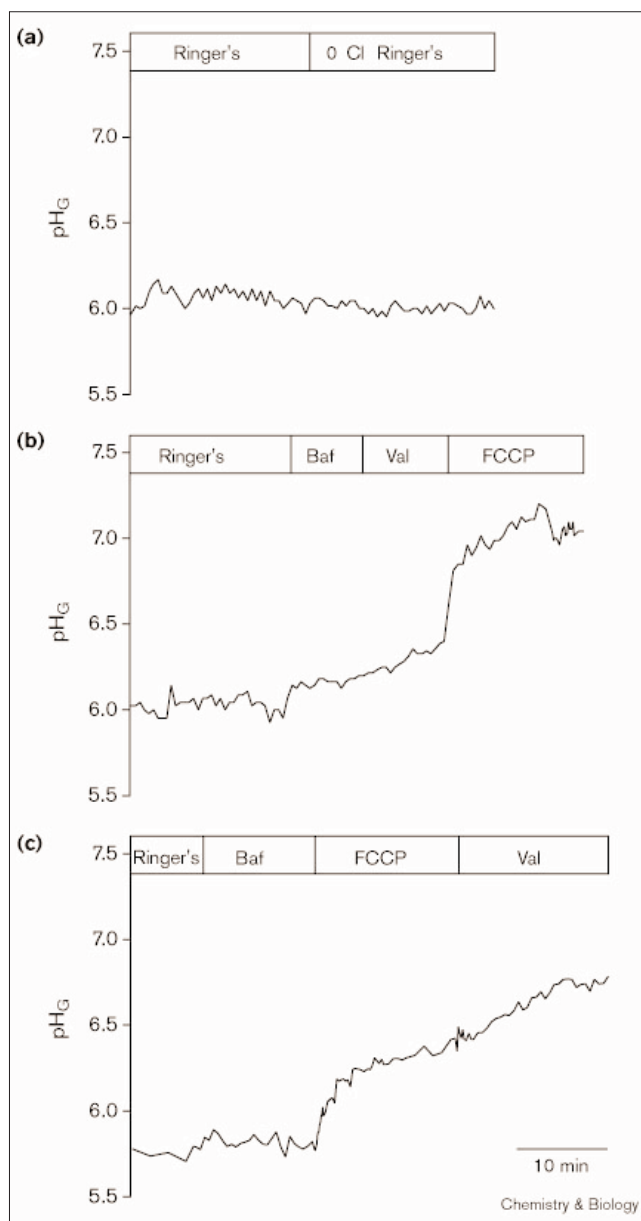 (a)
7.5
Ringer's
0 Cl Ringer's
7.0
6.5
pHG
6.0
5.5
(b)
7.5
Ringer's
Baf
Val
FCCP
7.0
6.5
pHG
6.0
5.5
(c)
7.5
Ringer's
Baf
FCCP
Val
7.0
6.5
pHG
6.0
5.5
10 min
Chemistry & Biology